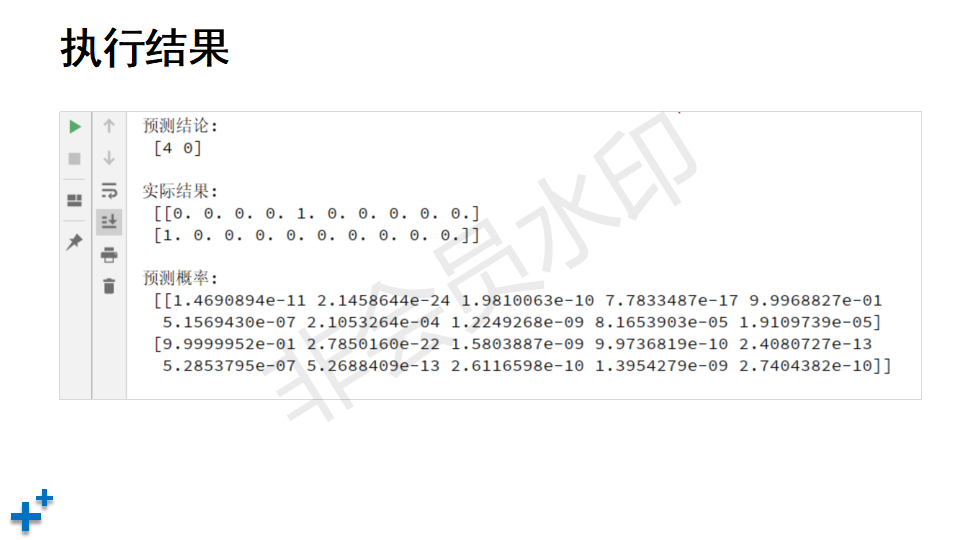 执行结果
预测结论:
[4 0]
实际结果:
[[0. 0. 0. 0. 1. 0. 0. 0. 0. 0.]
[1. 0. 0. 0. 0. 0. 0. 0. 0. 0.]]
预测概率:
[[1.4690894e-11 2.1458644e-24 1.9810063e-10 7.7833487e-17 9.9968827e-01
5.1569430e-07 2.1053264e-04 1.2249268e-09 8.1653903e-05 1.9109739e-05]
[9.9999952e-01 2.7850160e-22 1.5803887e-09 9.9736819e-10 2.4080727e-13
5.2853795e-07 5.2688409e-13 2.6116598e-10 1.3954279e-09 2.7404382e-10]]
非会员水印